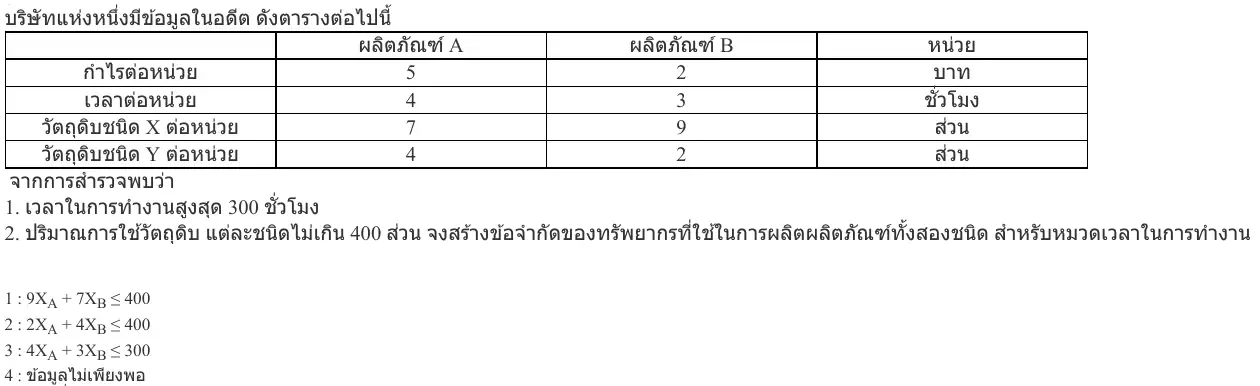 บริษัทแห่งหนึ่งมีข้อมูลในอดีต ดังตารางต่อไปนี้
ผลิตภัณฑ์ A ผลิตภัณฑ์ B หน่วย
กำไรต่อหน่วย 5 2 บาท
เวลาต่อหน่วย 4 3 ชั่วโมง
วัตถุดิบชนิด X ต่อหน่วย 7 9 ส่วน
วัตถุดิบชนิด Y ต่อหน่วย 4 2 ส่วน
จากการสำรวจพบว่า
1. เวลาในการทำงานสูงสุด 300 ชั่วโมง
2. ปริมาณการใช้วัตถุดิบ แต่ละชนิดไม่เกิน 400 ส่วน จงสร้างข้อจำกัดของทรัพยากรที่ใช้ในการผลิตผลิตภัณฑ์ทั้งสองชนิด สำหรับหมวดเวลาในการทำงาน
1 : 9X_A + 7X_B ≤ 400
2 : 2X_A + 4X_B ≤ 400
3 : 4X_A + 3X_B ≤ 300
4 : ข้อมูลไม่เพียงพอ